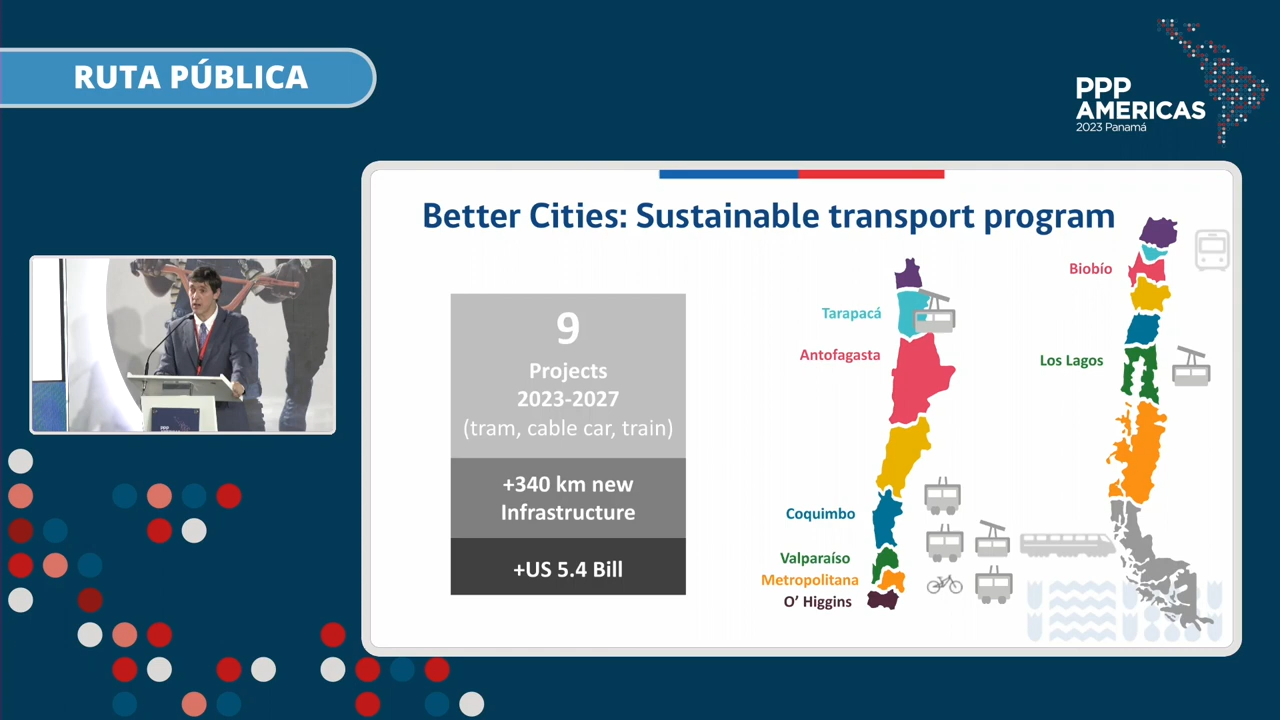 RUTA PÚBLICA
PPP
AMERICAS
2023 Panamá
Better Cities: Sustainable transport program
9
Projects
2023-2027
(tram, cable car, train)
+340 km new
Infrastructure
+US 5.4 Bill
Tarapacá
Antofagasta
Coquimbo
Valparaíso
Metropolitana
O’ Higgins
Biobío
Los Lagos